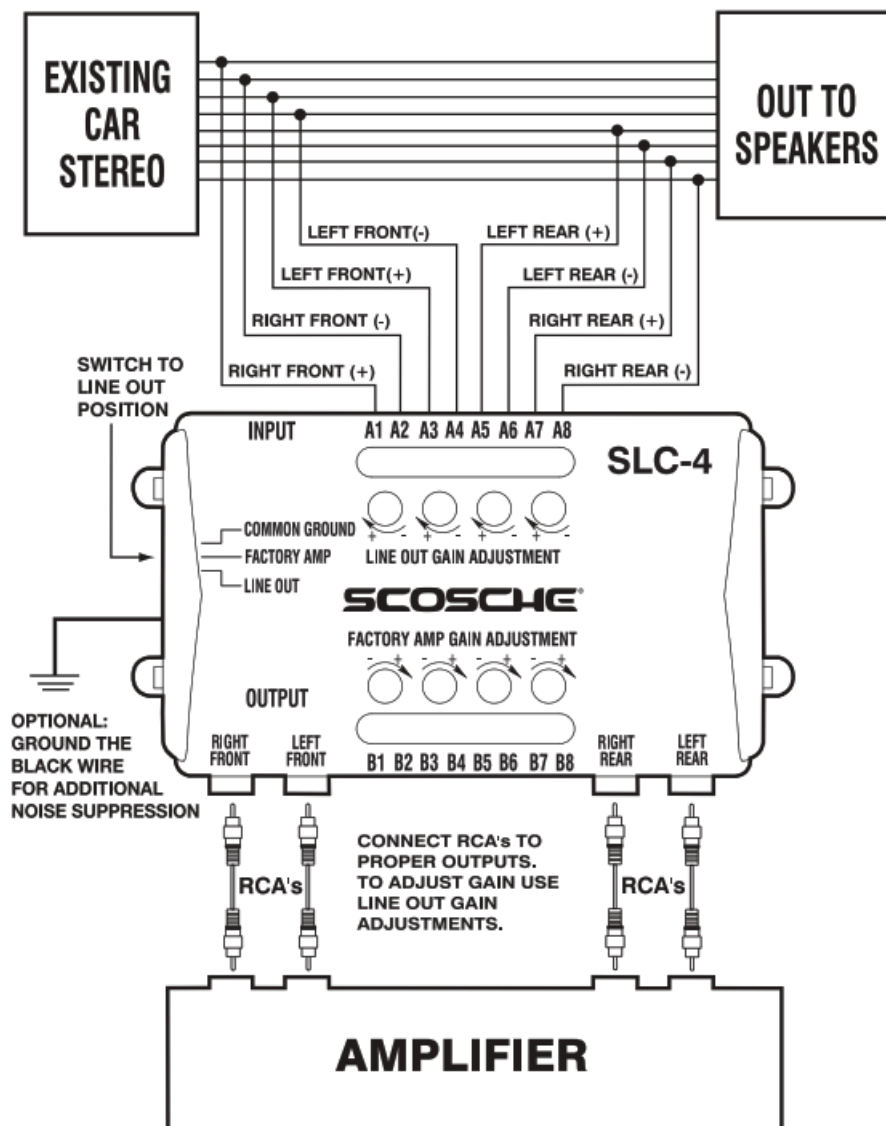 EXISTING
CAR
STEREO
OUT TO
SPEAKERS
LEFT FRONT(-)
LEFT REAR (+)
LEFT FRONT(+)
LEFT REAR (-)
RIGHT FRONT (-)
RIGHT REAR (+)
RIGHT FRONT (+)
RIGHT REAR (-)
SWITCH TO
LINE OUT
POSITION
INPUT
A1 A2 A3 A4 A5 A6 A7 A8
SLC-4
+ - + - + - + -
COMMON GROUND
FACTORY AMP
LINE OUT
LINE OUT GAIN ADJUSTMENT
SCOSCHE®
FACTORY AMP GAIN ADJUSTMENT
- + - + - + - +
OUTPUT
OPTIONAL:
GROUND THE
BLACK WIRE
FOR ADDITIONAL
NOISE SUPPRESSION
RIGHT
FRONT
LEFT
FRONT
B1 B2 B3 B4 B5 B6 B7 B8
RIGHT
REAR
LEFT
REAR
RCA's
CONNECT RCA's TO
PROPER OUTPUTS.
TO ADJUST GAIN USE
LINE OUT GAIN
ADJUSTMENTS.
RCA's
AMPLIFIER